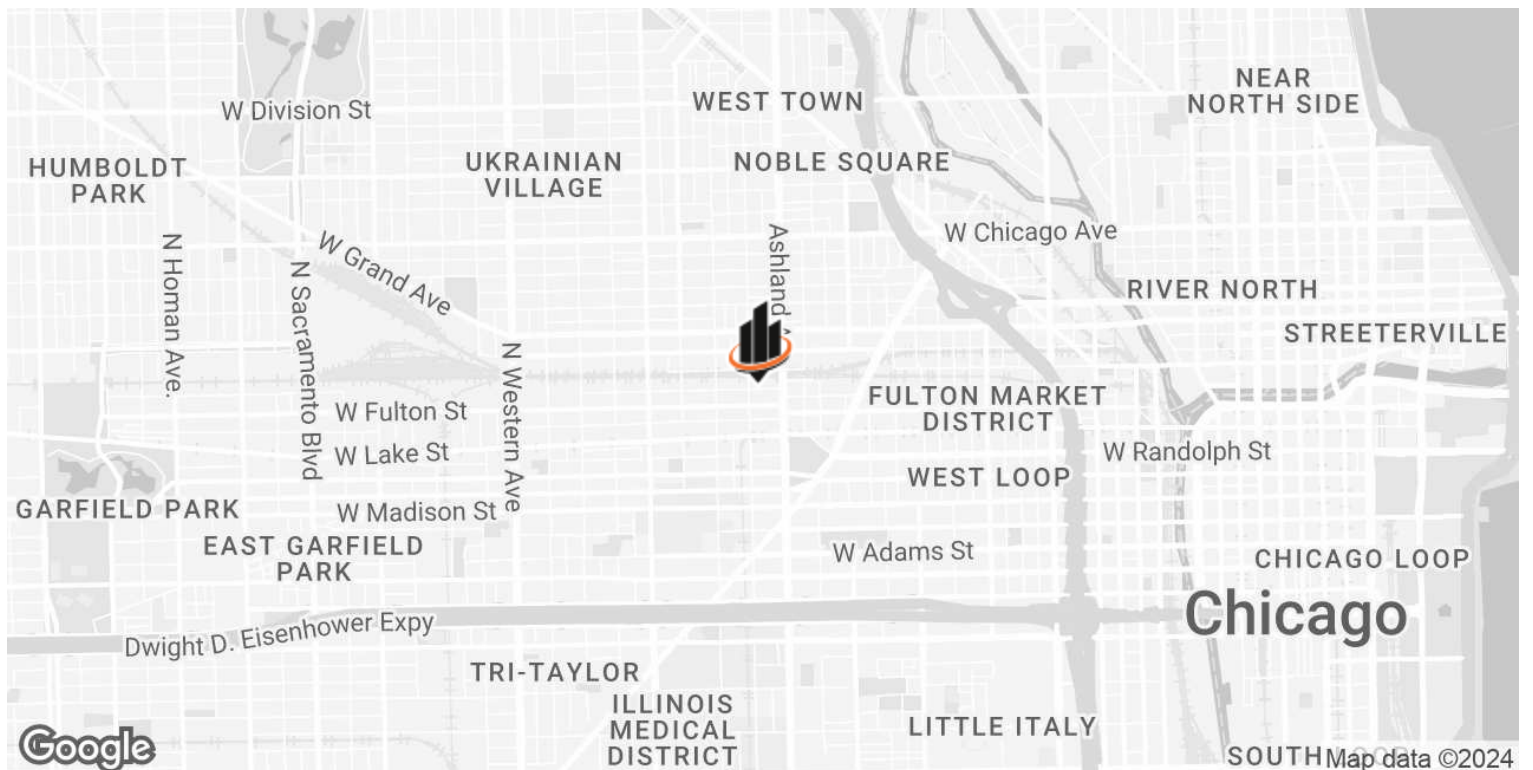 NEAR
NORTH SIDE
WEST TOWN
W Division St
HUMBOLDT
PARK
UKRAINIAN
VILLAGE
NOBLE SQUARE
W Chicago Ave
N Homan Ave.
N Sacramento Blvd
W Grand Ave
Ashland
RIVER NORTH
STREETERVILLE
N Western Ave
FULTON MARKET
DISTRICT
W Fulton St
W Lake St
W Randolph St
WEST LOOP
GARFIELD PARK
W Madison St
EAST GARFIELD
PARK
W Adams St
CHICAGO LOOP
Chicago
Dwight D. Eisenhower Expy
TRI-TAYLOR
ILLINOIS
MEDICAL
DISTRICT
LITTLE ITALY
Google
SOUTH
Map data ©2024